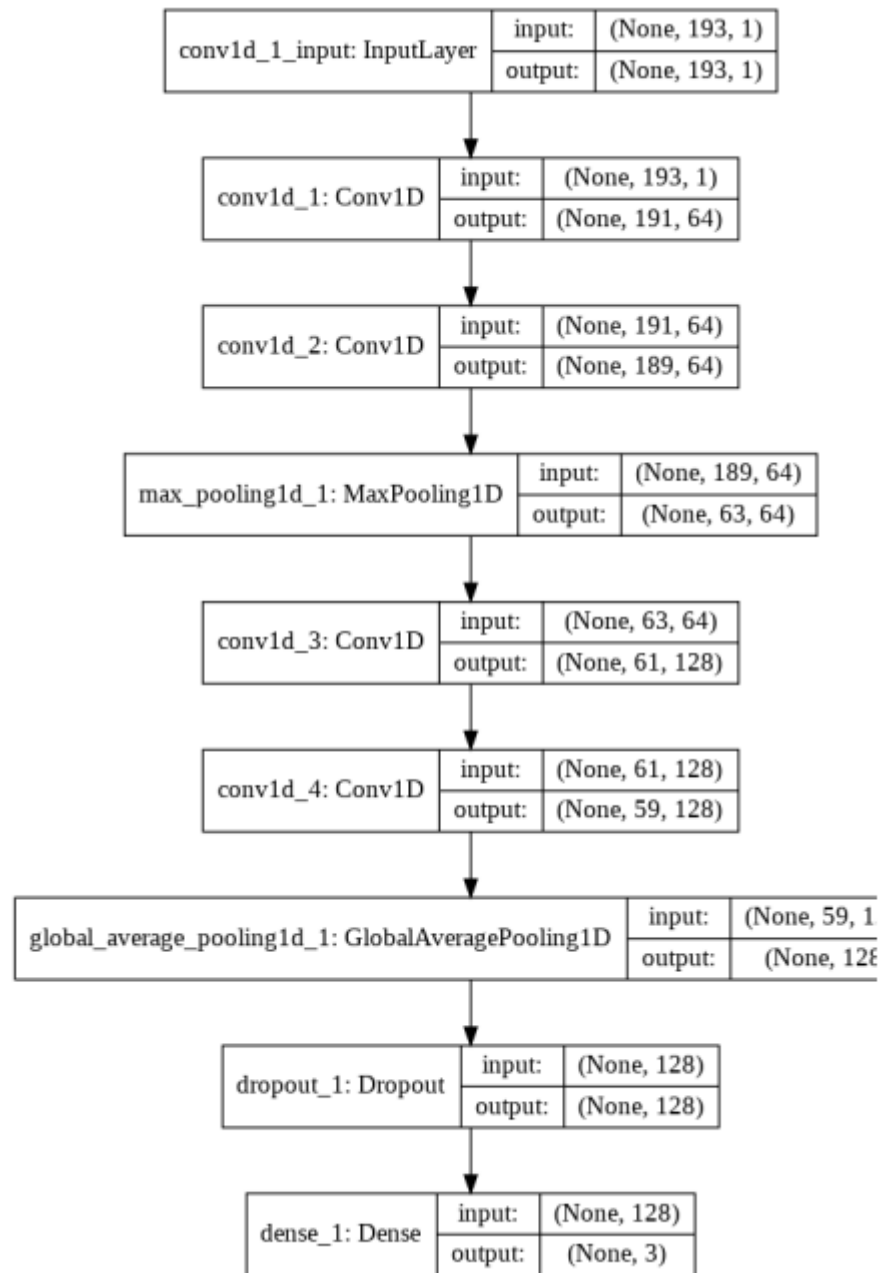 conv1d_1_input: InputLayer
input: (None, 193, 1)
output: (None, 193, 1)
conv1d_1: Conv1D
input: (None, 193, 1)
output: (None, 191, 64)
conv1d_2: Conv1D
input: (None, 191, 64)
output: (None, 189, 64)
max_pooling1d_1: MaxPooling1D
input: (None, 189, 64)
output: (None, 63, 64)
conv1d_3: Conv1D
input: (None, 63, 64)
output: (None, 61, 128)
conv1d_4: Conv1D
input: (None, 61, 128)
output: (None, 59, 128)
global_average_pooling1d_1: GlobalAveragePooling1D
input: (None, 59,
output: (None, 128
dropout_1: Dropout
input: (None, 128)
output: (None, 128)
dense_1: Dense
input: (None, 128)
output: (None, 3)